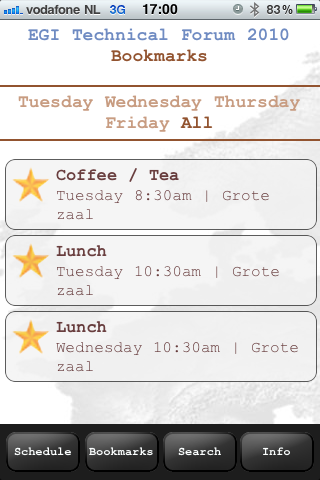 vodafone NL 3G 17:00 83%
EGI Technical Forum 2010
Bookmarks
Tuesday Wednesday Thursday
Friday All
Coffee / Tea
Tuesday 8:30am | Grote
zaal
Lunch
Tuesday 10:30am | Grote
zaal
Lunch
Wednesday 10:30am | Grote
zaal
Schedule Bookmarks Search Info